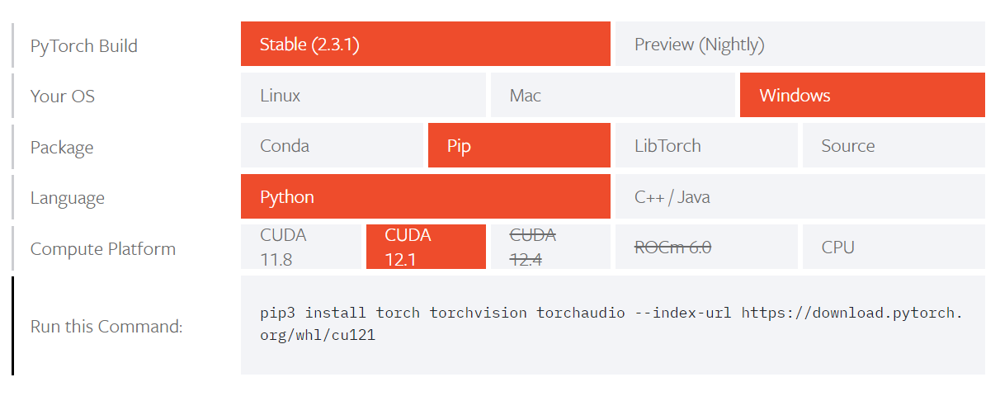 PyTorch Build
Stable (2.3.1)
Preview (Nightly)
Your OS
Linux
Mac
Windows
Package
Conda
Pip
LibTorch
Source
Language
Python
C++ / Java
Compute Platform
CUDA
11.8
CUDA
12.1
CUDA
12.4
ROCm 6.0
CPU
Run this Command:
pip3 install torch torchvision torchaudio --index-url https://download.pytorch.
org/whl/cu121